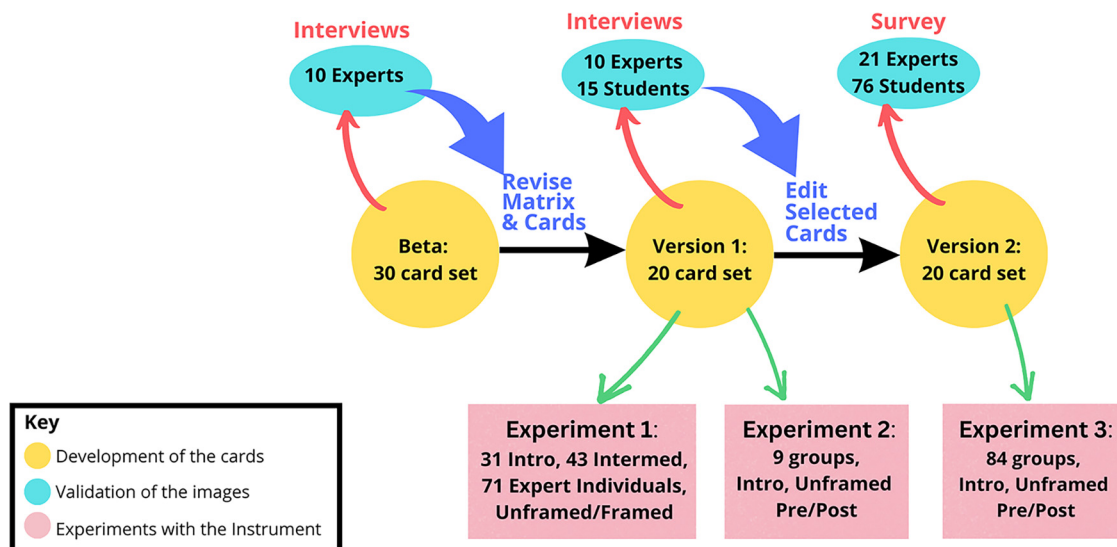 Interviews
10 Experts
Interviews
10 Experts
15 Students
Survey
21 Experts
76 Students
Revise
Matrix
& Cards
Edit
Selected
Cards
Beta:
30 card set
Version 1:
20 card set
Version 2:
20 card set
Experiment 1:
31 Intro, 43 Intermed,
71 Expert Individuals,
Unframed/Framed
Experiment 2:
9 groups,
Intro, Unframed
Pre/Post
Experiment 3:
84 groups,
Intro, Unframed
Pre/Post
Key
Development of the cards
Validation of the images
Experiments with the Instrument